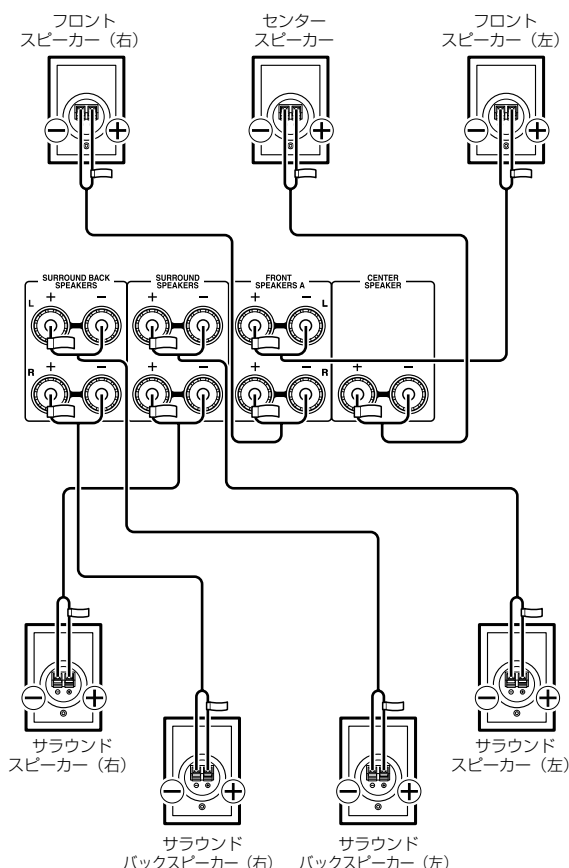 フロント
スピーカー（右）
センター
スピーカー
フロント
スピーカー（左）
SURROUND BACK
SPEAKERS
SURROUND
SPEAKERS
FRONT
SPEAKERS A
CENTER
SPEAKER
L + − + − + − L
R R + −
サラウンド
スピーカー（右）
サラウンド
スピーカー（左）
サラウンド
バックスピーカー（右）
サラウンド
バックスピーカー（左）